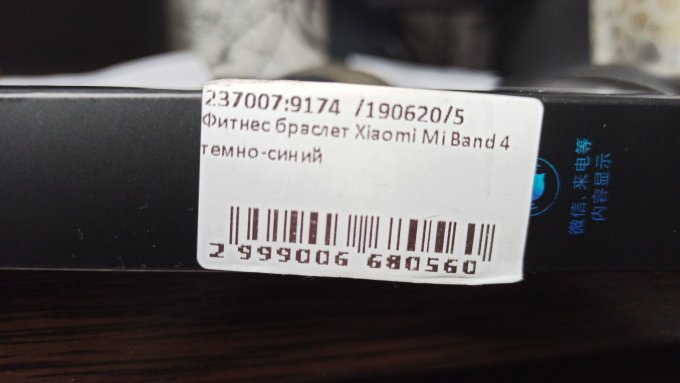 237007:9174 /190620/5
Фитнес браслет Xiaomi Mi Band 4
темно-синий
2 999006 680560
微信、来电等
内容显示